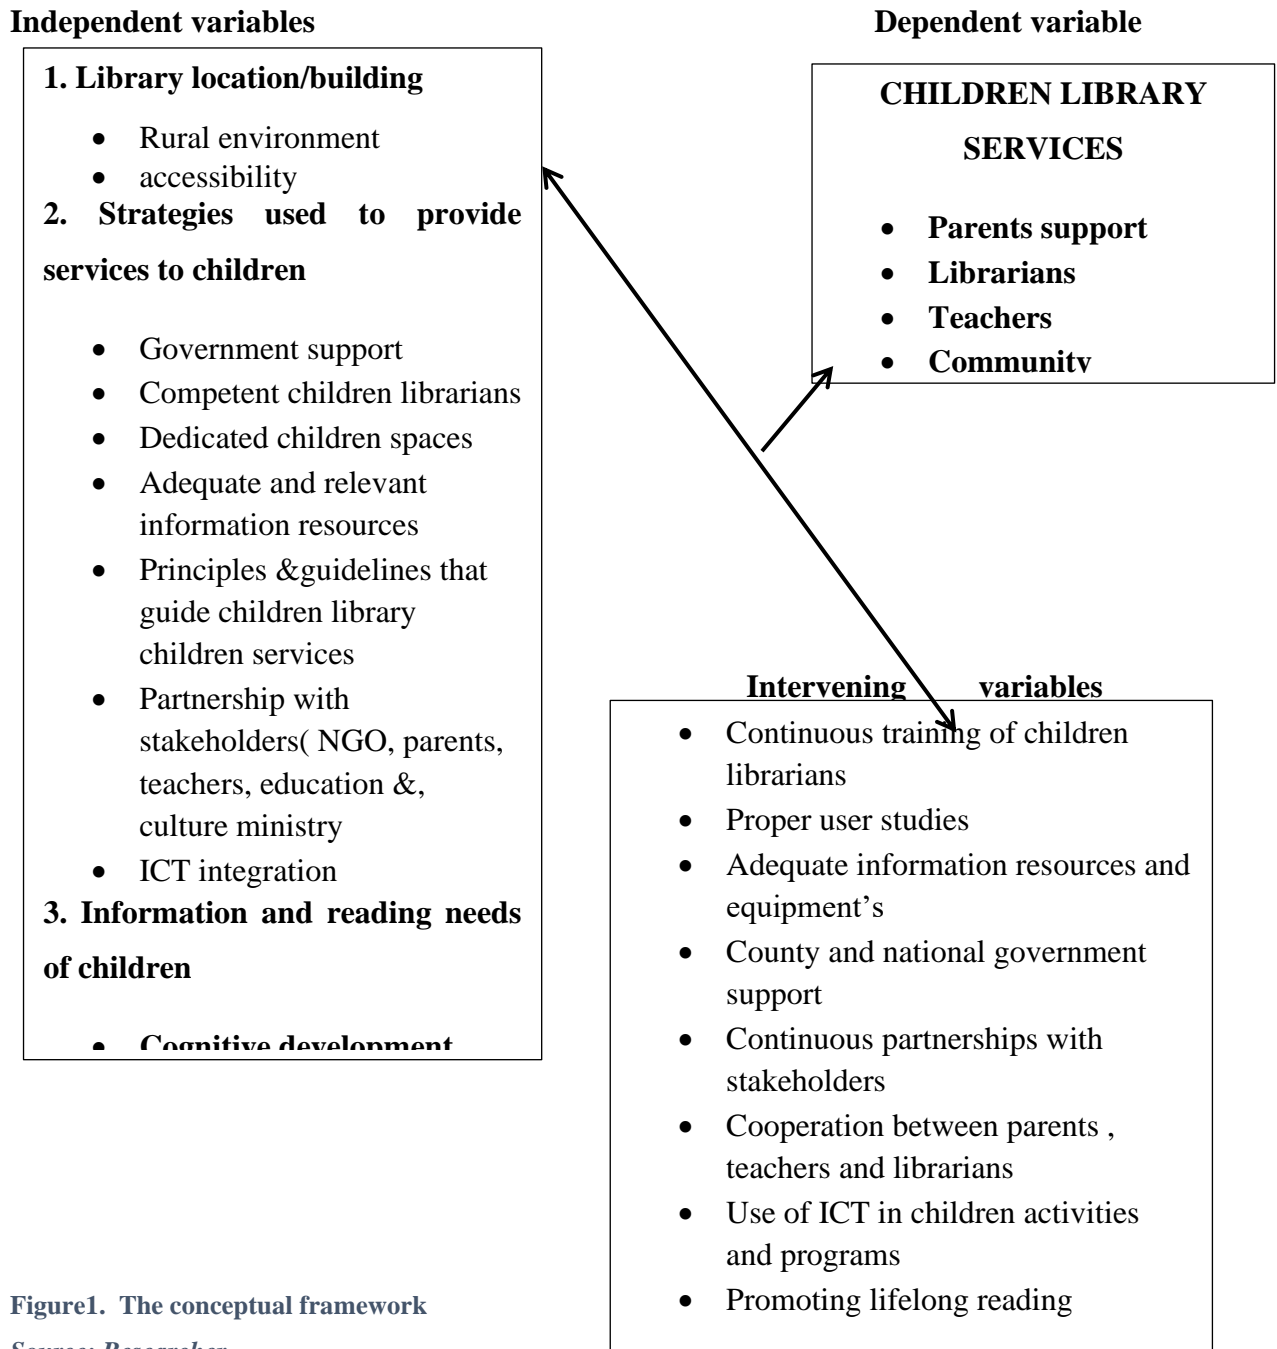 Independent variables
Dependent variable
1. Library location/building
• Rural environment
• accessibility
2. Strategies used to provide
services to children
• Government support
• Competent children librarians
• Dedicated children spaces
• Adequate and relevant
information resources
• Principles &guidelines that
guide children library
children services
• Partnership with
stakeholders( NGO, parents,
teachers, education &,
culture ministry
• ICT integration
3. Information and reading needs
of children
• Cognitive development
CHILDREN LIBRARY
SERVICES
• Parents support
• Librarians
• Teachers
• Community
Intervening variables
• Continuous training of children
librarians
• Proper user studies
• Adequate information resources and
equipment’s
• County and national government
support
• Continuous partnerships with
stakeholders
• Cooperation between parents ,
teachers and librarians
• Use of ICT in children activities
and programs
• Promoting lifelong reading
Figure1. The conceptual framework
Source: Researcher